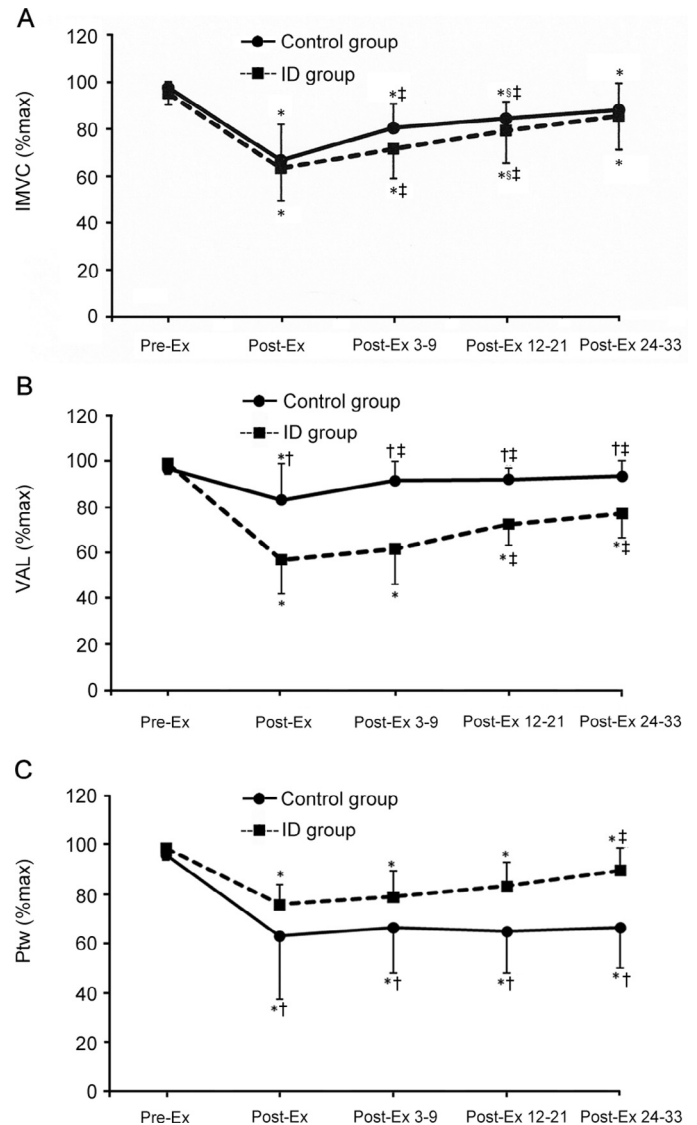 A
120
100
80
60
40
20
0
IMVC (%max)
Control group
ID group
*
*‡
*§‡
*
*
*‡
*§‡
*
Pre-Ex
Post-Ex
Post-Ex 3-9
Post-Ex 12-21
Post-Ex 24-33
B
120
100
80
60
40
20
0
VAL (%max)
Control group
ID group
*†
†‡
†‡
†‡
*
*
*‡
*‡
Pre-Ex
Post-Ex
Post-Ex 3-9
Post-Ex 12-21
Post-Ex 24-33
C
120
100
80
60
40
20
0
Ptw (%max)
Control group
ID group
*
*
*
*‡
*†
*†
*†
*†
Pre-Ex
Post-Ex
Post-Ex 3-9
Post-Ex 12-21
Post-Ex 24-33